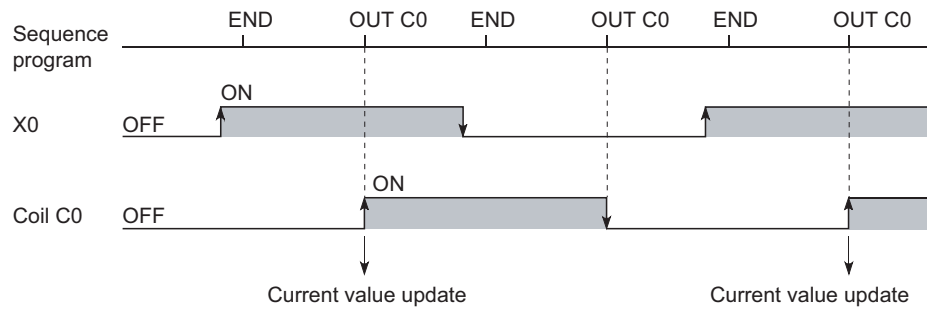 END OUT C0 END OUT C0 END OUT C0
Sequence
program
ON
X0 OFF
ON
Coil C0 OFF
Current value update Current value update